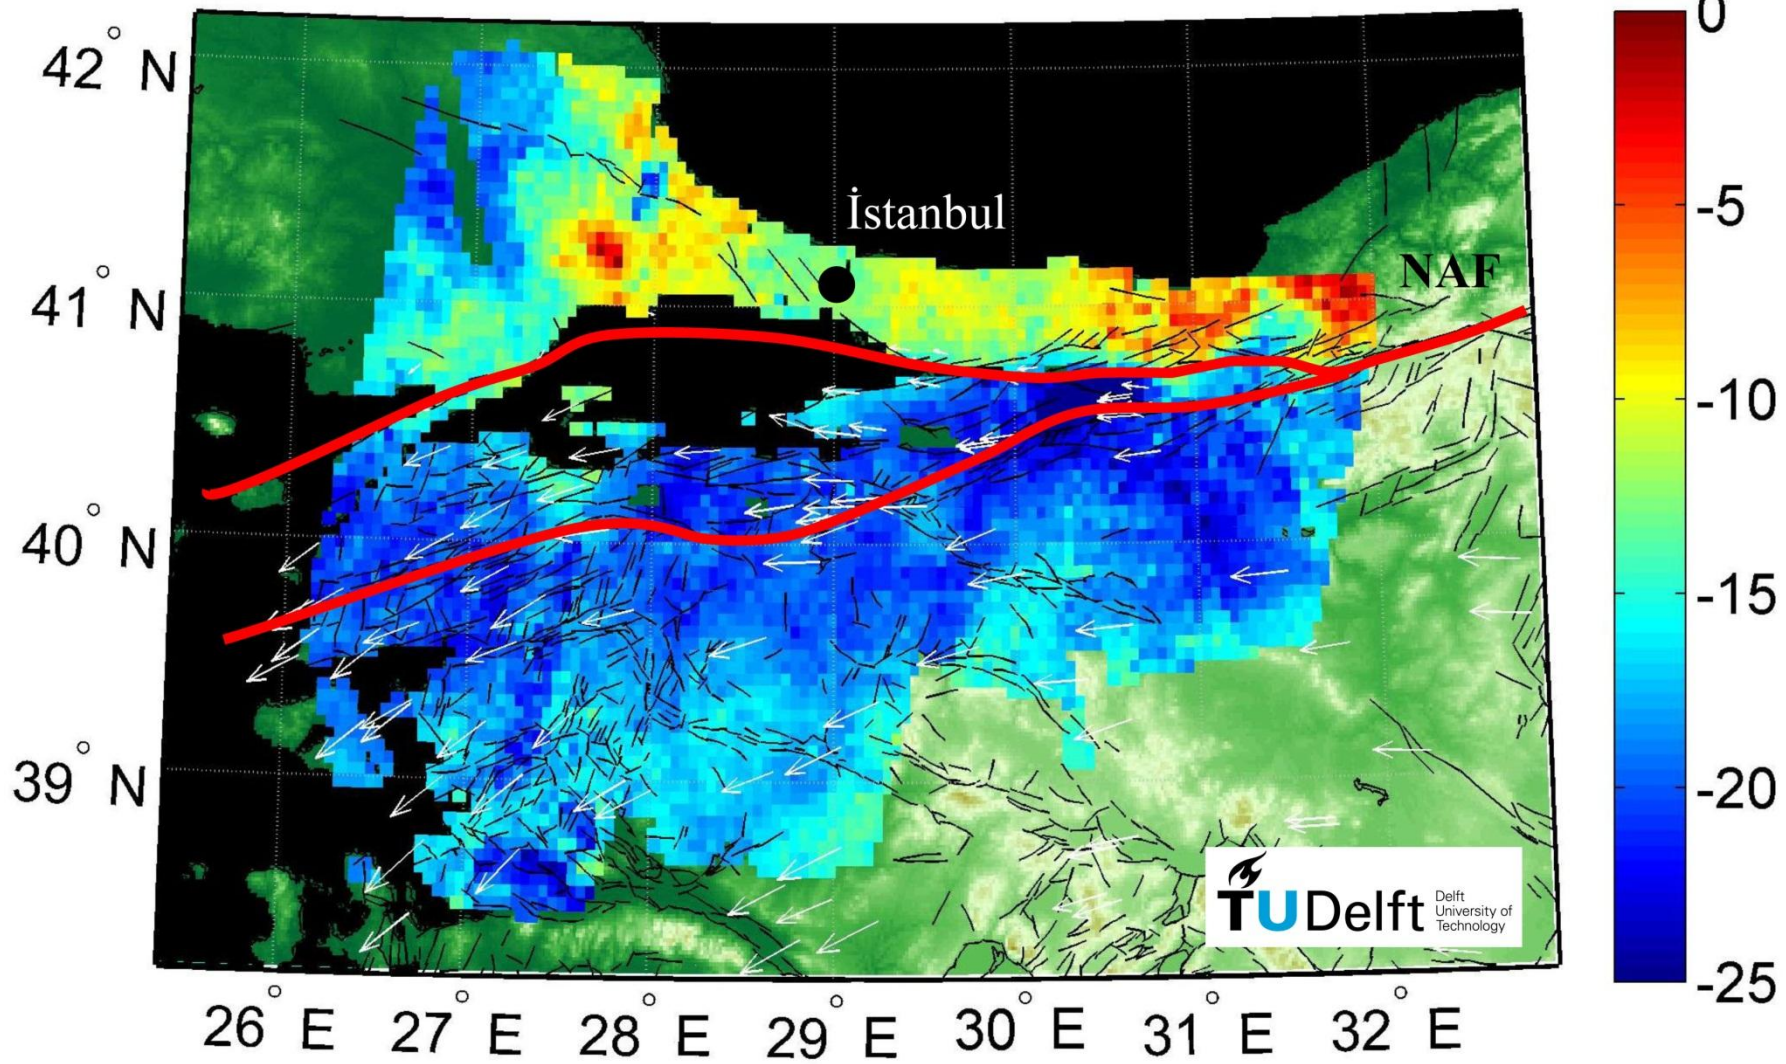 0
42° N
-5
İstanbul
NAF
41° N
-10
40° N
-15
39° N
-20
TUDelft
Delft
University of
Technology
-25
26° E 27° E 28° E 29° E 30° E 31° E 32° E